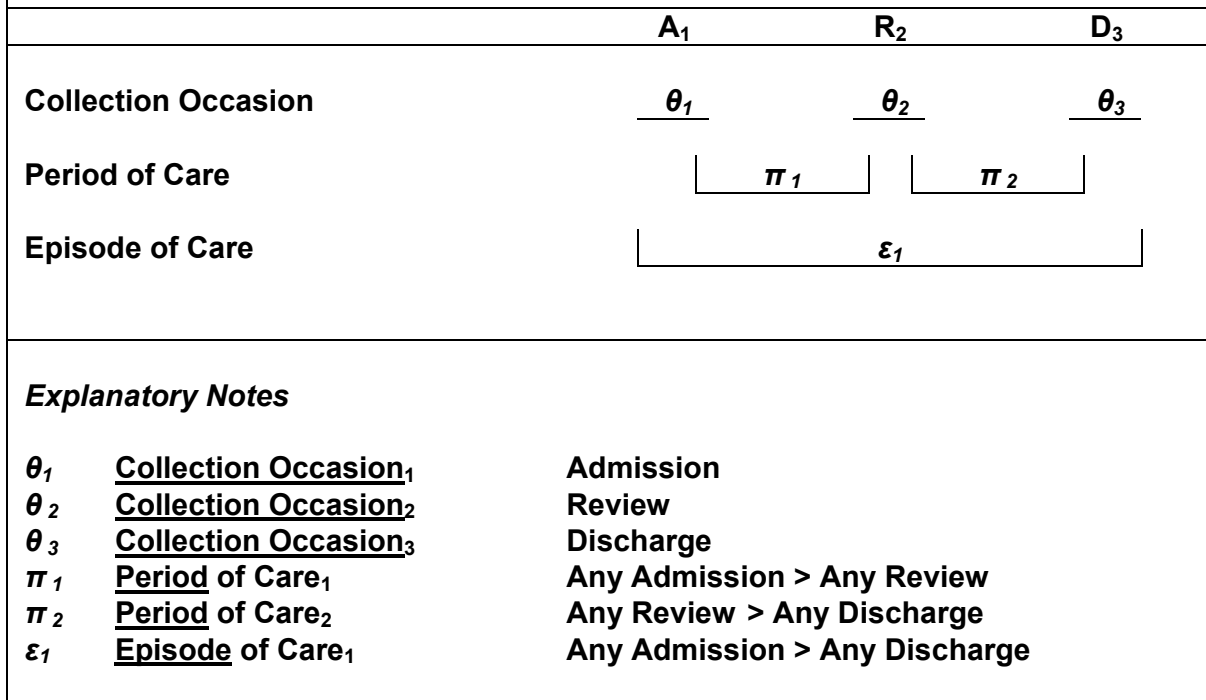 A₁ R₂ D₃
Collection Occasion θ₁ θ₂ θ₃
Period of Care π ₁ π ₂
Episode of Care ε₁
Explanatory Notes
θ₁ Collection Occasion₁ Admission
θ ₂ Collection Occasion₂ Review
θ ₃ Collection Occasion₃ Discharge
π ₁ Period of Care₁ Any Admission > Any Review
π ₂ Period of Care₂ Any Review > Any Discharge
ε₁ Episode of Care₁ Any Admission > Any Discharge